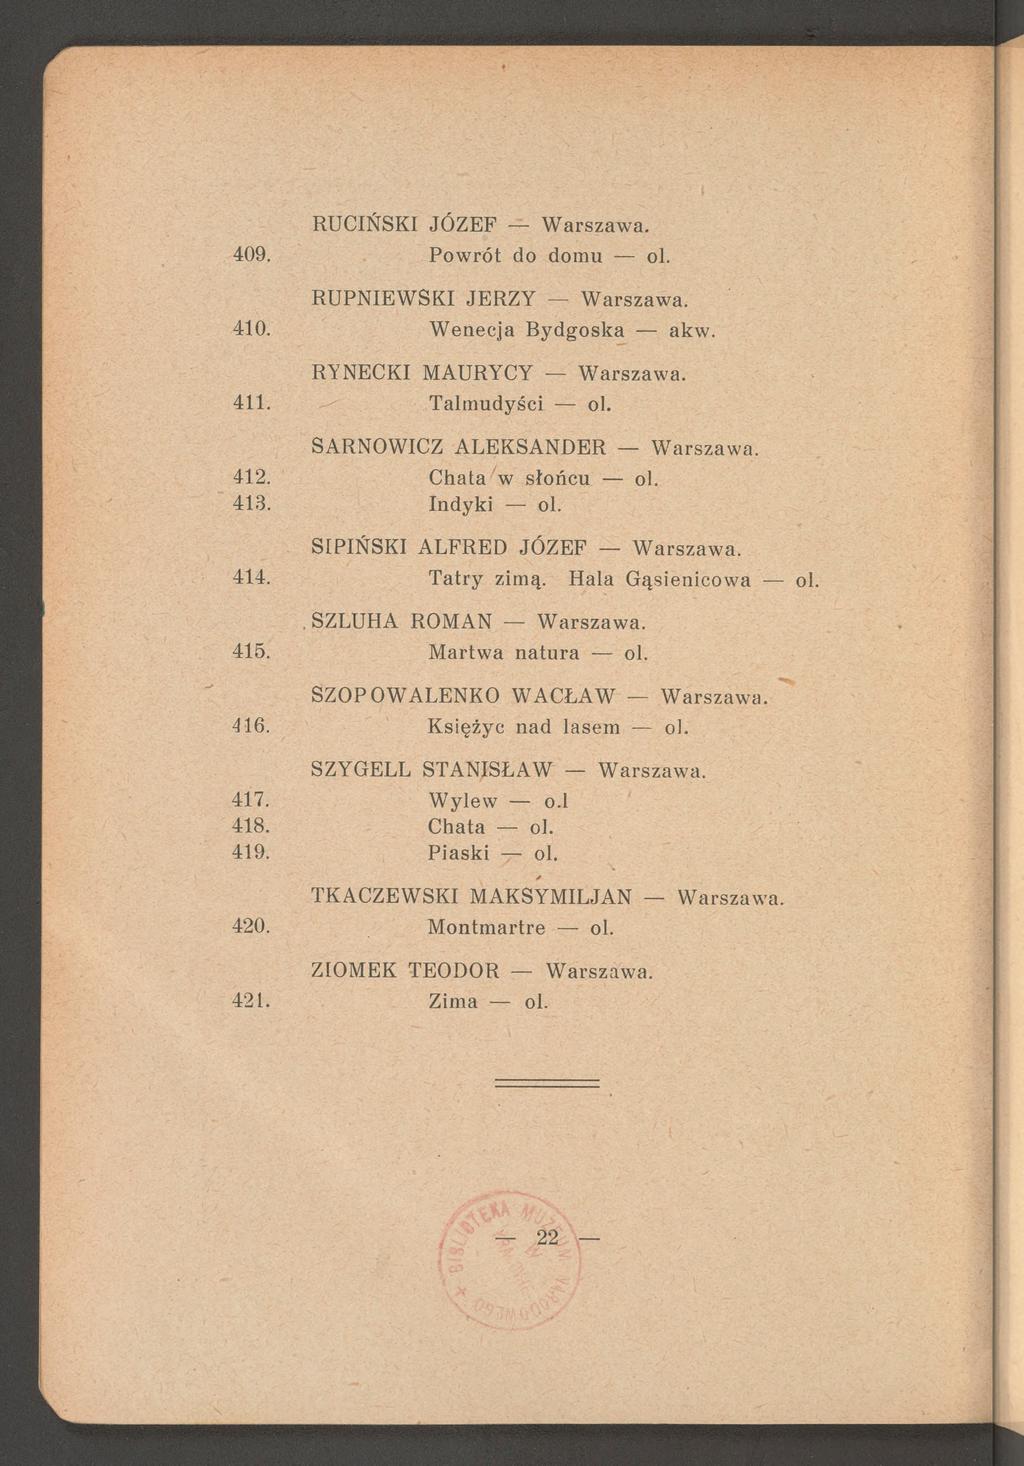 RUCIŃSKI JÓZEF — Warszawa.
409. Powrót do domu — ol.
RUPNIEWSKI JERZY — Warszawa.
410. Wenecja Bydgoska — akw.
RYNECKI MAURYCY — Warszawa.
411. Talmudyści — ol.
SARNOWICZ ALEKSANDER — Warszawa.
412. Chata w słońcu — ol.
413. Indyki — ol.
SIPIŃSKI ALFRED JÓZEF — Warszawa.
414. Tatry zimą. Hala Gąsienicowa — ol.
SZLUHA ROMAN — Warszawa.
415. Martwa natura — ol.
SZOPOWALENKO WACŁAW — Warszawa.
416. Księżyc nad lasem — ol.
SZYGELL STANISŁAW — Warszawa.
417. Wylew — o.l
418. Chata — ol.
419. Piaski — ol.
TKACZEWSKI MAKSYMILJAN — Warszawa.
420. Montmartre — ol.
ZIOMEK TEODOR — Warszawa.
421. Zima — ol.
— 22 —
BIBLIOTEKA MUZEUM NARODOWEGO